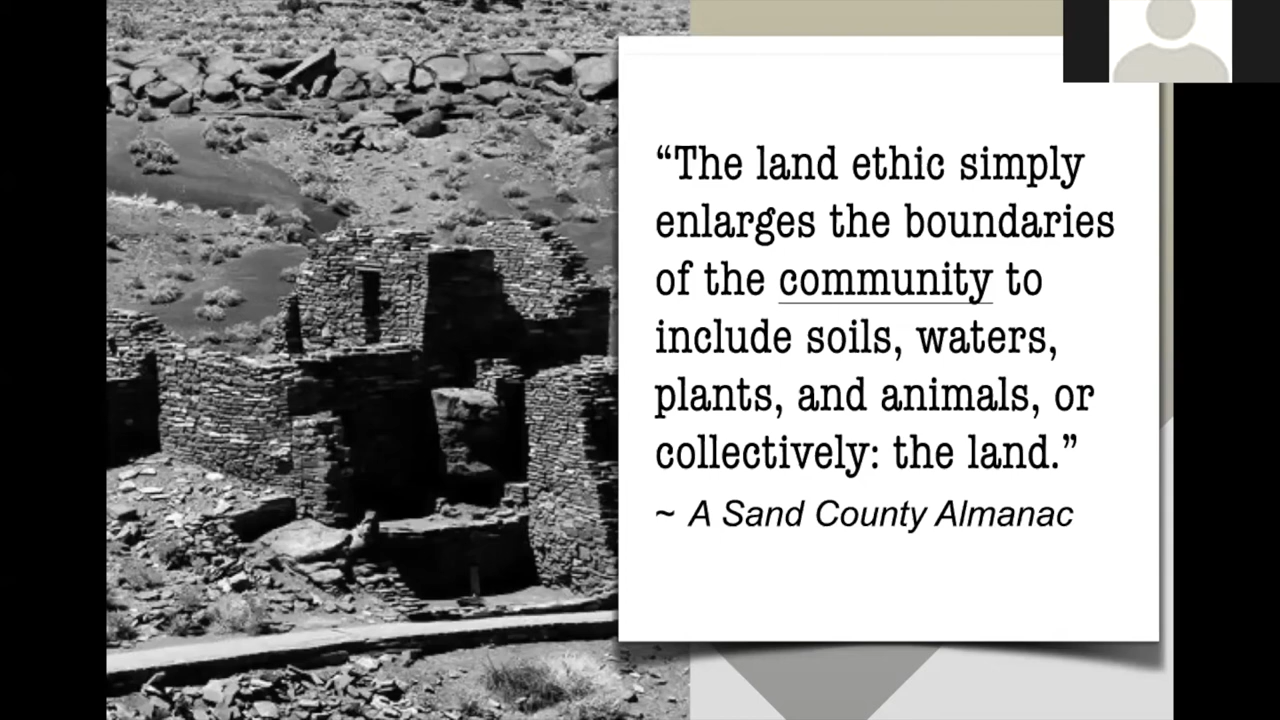 “The land ethic simply
enlarges the boundaries
of the community to
include soils, waters,
plants, and animals, or
collectively: the land.”
~ A Sand County Almanac